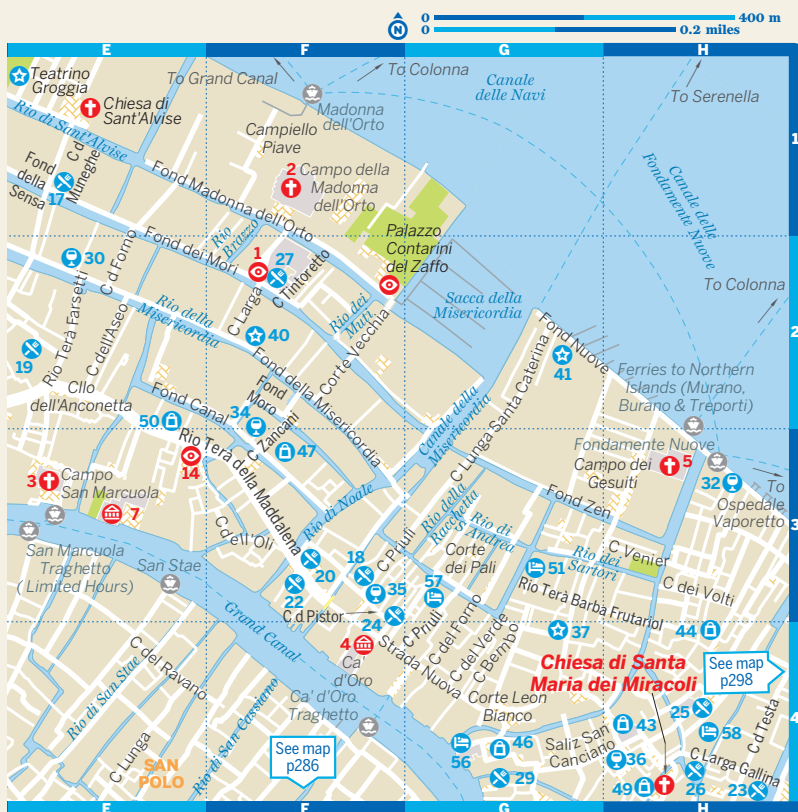 0 400 m
N
0 0.2 miles
E F G H
Teatrino
Groggia
To Grand Canal
To Colonna
Canale
delle Navi
To Serenella
Chiesa di
Sant'Alvise
Madonna
dell'Orto
Rio di Sant'Alvise
C d
Muneghe
Campiello
Piave
1
Fond
della
Sensa
17
2 Campo della
Madonna
dell'Orto
Canale delle
Fondamente Nuove
Fond Madonna dell'Orto
Rio
Brazzo
Palazzo
Contarini
del Zaffo
30
C d Forno
Fond dei Mori
1
27
C Larga
C Tintoretto
To Colonna
Rio Terà Farsetti
C dell'Aseo
Rio della
Misericordia
Rio dei
Muti
Sacca della
Misericordia
2
40
Corte Vecchia
Fond Nuove
41
19
Fond della Misericordia
C Lunga Santa Caterina
Ferries to Northern
Islands (Murano,
Burano & Treporti)
Cllo
dell'Anconetta
Fond Canal
Fond
Moro
34
50
C Zancani
47
Canale della
Misericordia
Fondamente Nuove
Rio Terà della Maddalena
14
Campo dei
Gesuiti
5
32
3
Campo
San Marcuola
To
Ospedale
Vaporetto
7
Rio di Noale
Rio della
Racchetta
Fond Zen
3
C dell'Oli
Rio di
S Andrea
San Marcuola
Traghetto
(Limited Hours)
San Stae
C Priuli
Corte
dei Pali
Rio dei
Sartori
C Venier
20
18
51
C dei Volti
22
35
57
Rio Terà Barba Frutariol
C d Pistor
24
C Priuli
C del Forno
37
44
Grand Canal
4
Ca'
d'Oro
Strada Nuova
C del Verde
C Bembo
Chiesa di Santa
Maria dei Miracoli
See map
p298
C del Ravano
Ca' d'Oro
Traghetto
Corte Leon
Bianco
Rio di San Stae
Rio di San Cassiano
25
4
43
58
C d Testa
See map
p286
56
46
Saliz San
Canciano
C Lunga
SAN
POLO
36
C Larga Gallina
29
49
26
23
E F G H